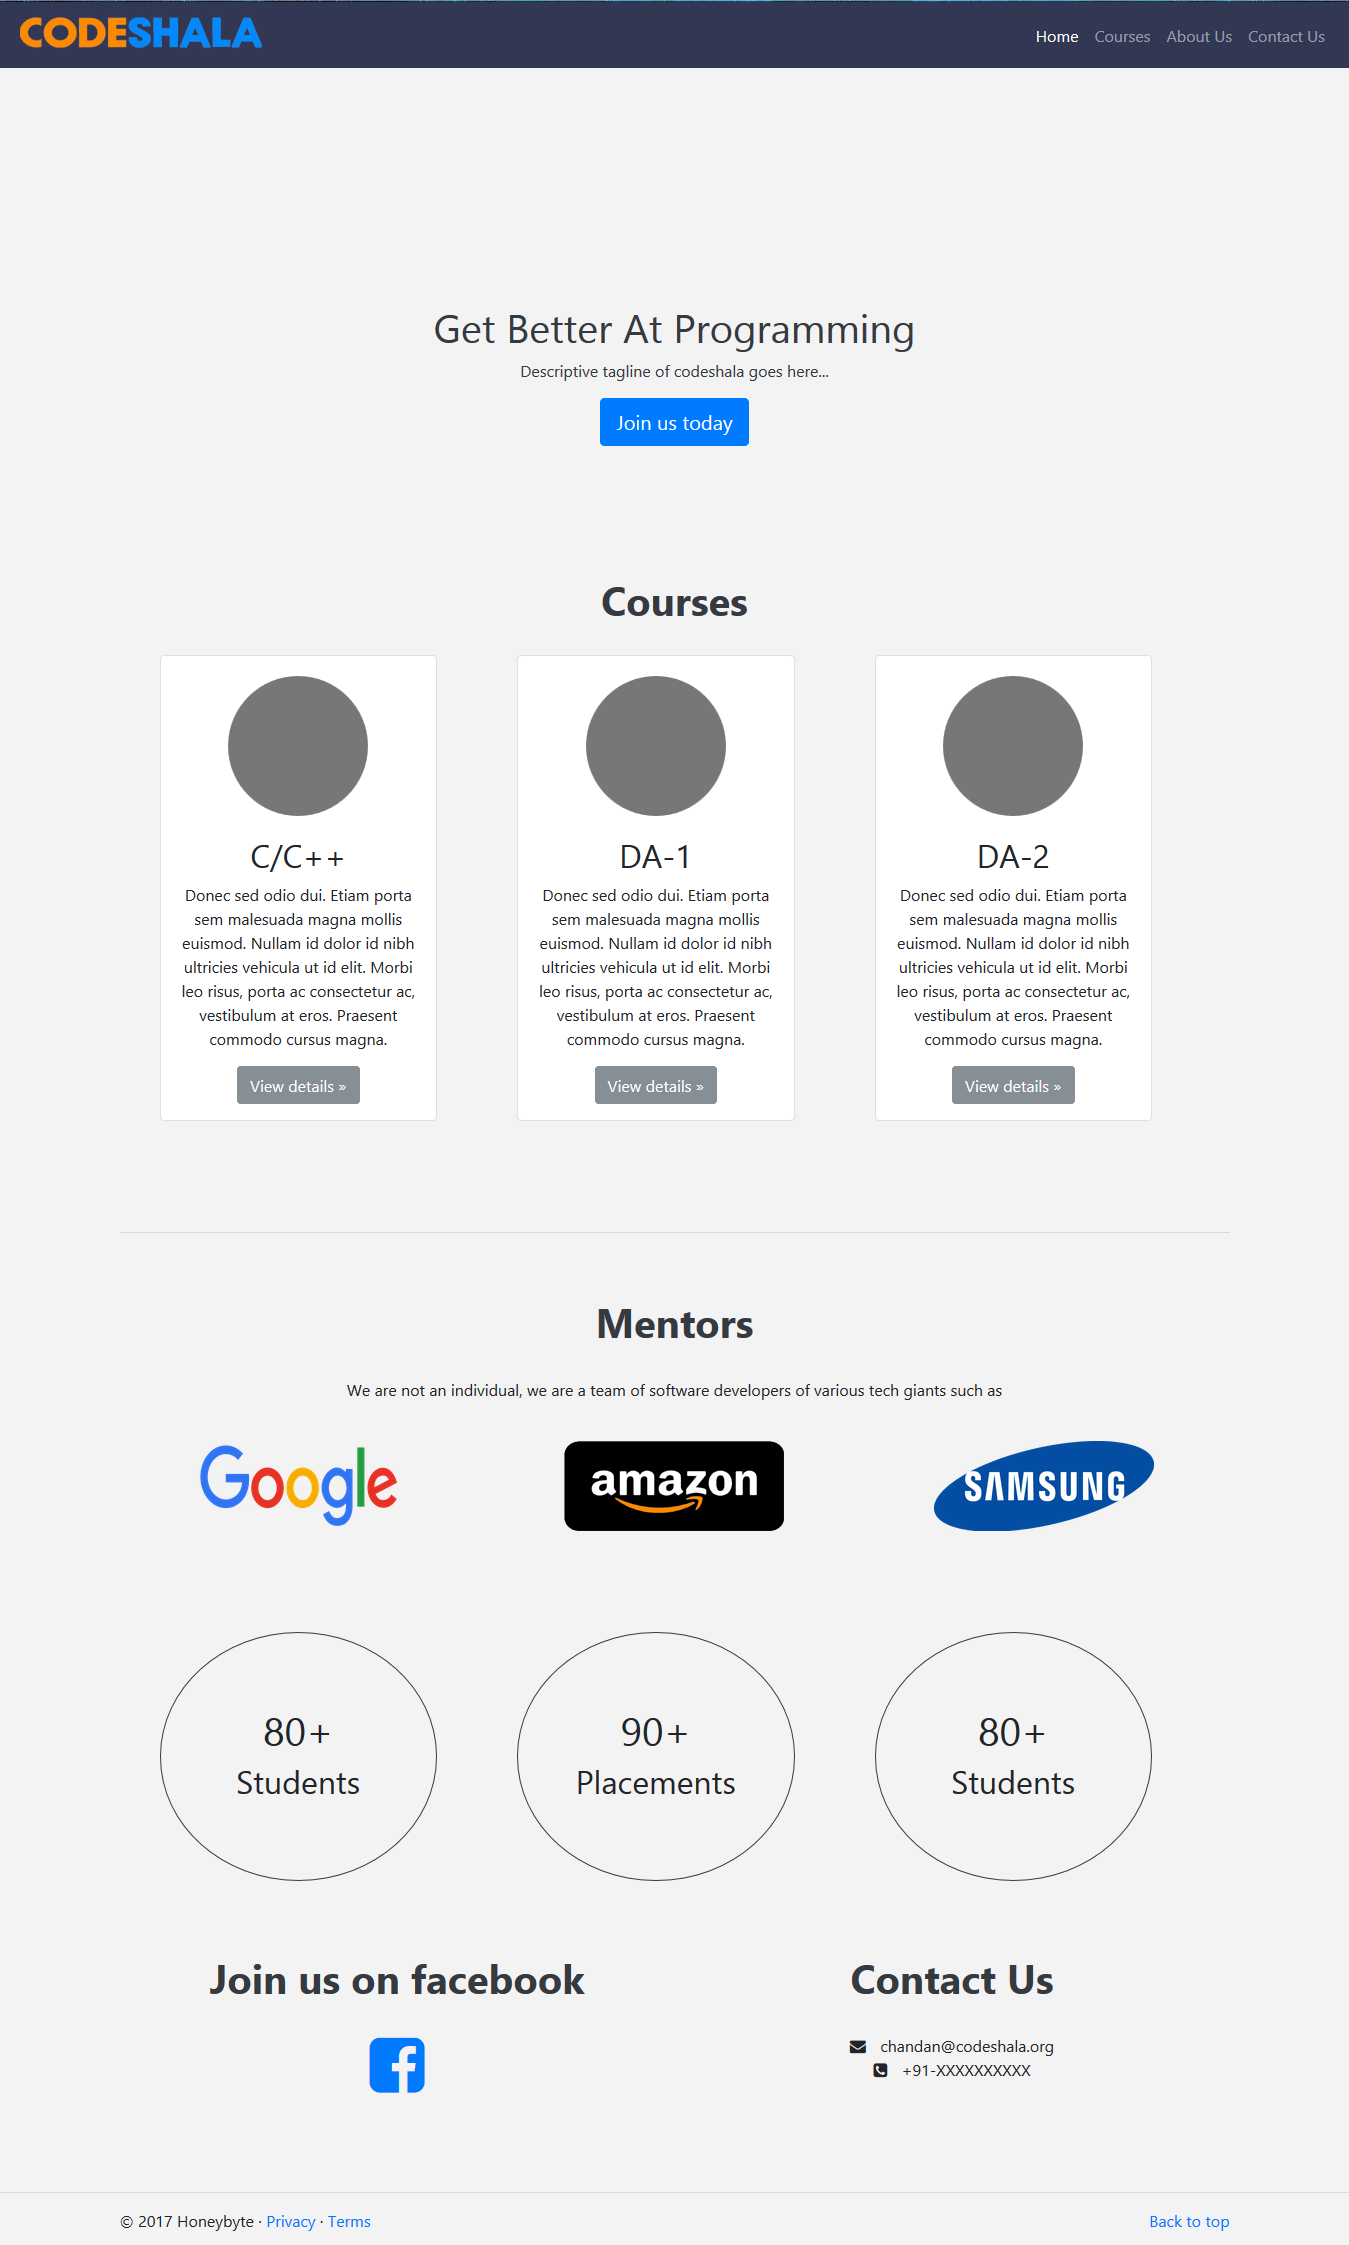 CODESHALA
Home Courses About Us Contact Us
Get Better At Programming
Descriptive tagline of codeshala goes here...
Join us today
Courses
C/C++
Donec sed odio dui. Etiam porta
sem malesuada magna mollis
euismod. Nullam id dolor id nibh
ultricies vehicula ut id elit. Morbi
leo risus, porta ac consectetur ac,
vestibulum at eros. Praesent
commodo cursus magna.
View details »
DA-1
Donec sed odio dui. Etiam porta
sem malesuada magna mollis
euismod. Nullam id dolor id nibh
ultricies vehicula ut id elit. Morbi
leo risus, porta ac consectetur ac,
vestibulum at eros. Praesent
commodo cursus magna.
View details »
DA-2
Donec sed odio dui. Etiam porta
sem malesuada magna mollis
euismod. Nullam id dolor id nibh
ultricies vehicula ut id elit. Morbi
leo risus, porta ac consectetur ac,
vestibulum at eros. Praesent
commodo cursus magna.
View details »
Mentors
We are not an individual, we are a team of software developers of various tech giants such as
Google
amazon
SAMSUNG
80+
Students
90+
Placements
80+
Students
Join us on facebook
Contact Us
chandan@codeshala.org
+91-XXXXXXXXXX
© 2017 Honeybyte · Privacy · Terms
Back to top